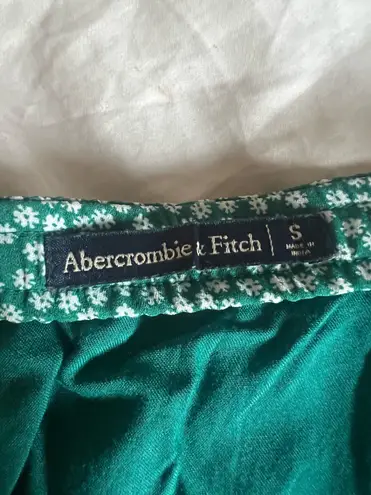 Abercrombie & Fitch
S
MADE IN
INDIA